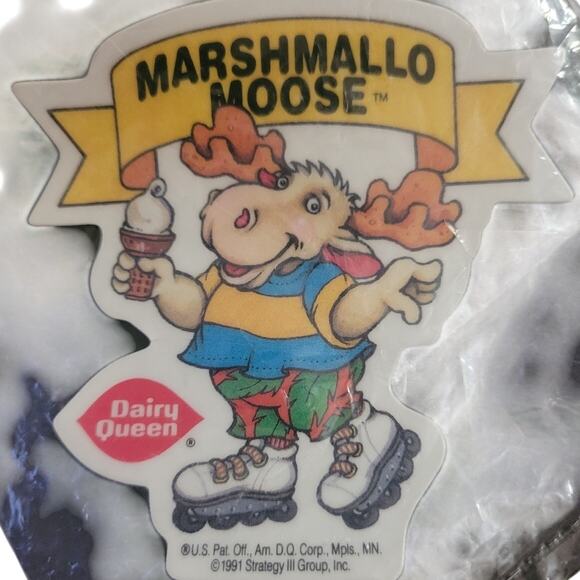 MARSHMALLO
MOOSE™
Dairy
Queen®
®U.S. Pat. Off., Am. D.Q. Corp., Mpls., MN.
©1991 Strategy III Group, Inc.